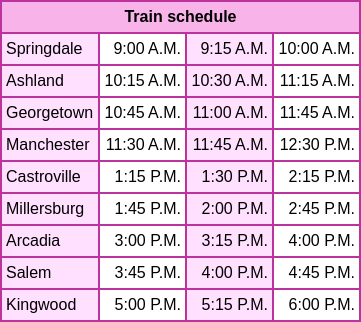 Train schedule
Springdale 9:00 A.M. 9:15 A.M. 10:00 A.M.
Ashland 10:15 A.M. 10:30 A.M. 11:15 A.M.
Georgetown 10:45 A.M. 11:00 A.M. 11:45 A.M.
Manchester 11:30 A.M. 11:45 A.M. 12:30 P.M.
Castroville 1:15 P.M. 1:30 P.M. 2:15 P.M.
Millersburg 1:45 P.M. 2:00 P.M. 2:45 P.M.
Arcadia 3:00 P.M. 3:15 P.M. 4:00 P.M.
Salem 3:45 P.M. 4:00 P.M. 4:45 P.M.
Kingwood 5:00 P.M. 5:15 P.M. 6:00 P.M.